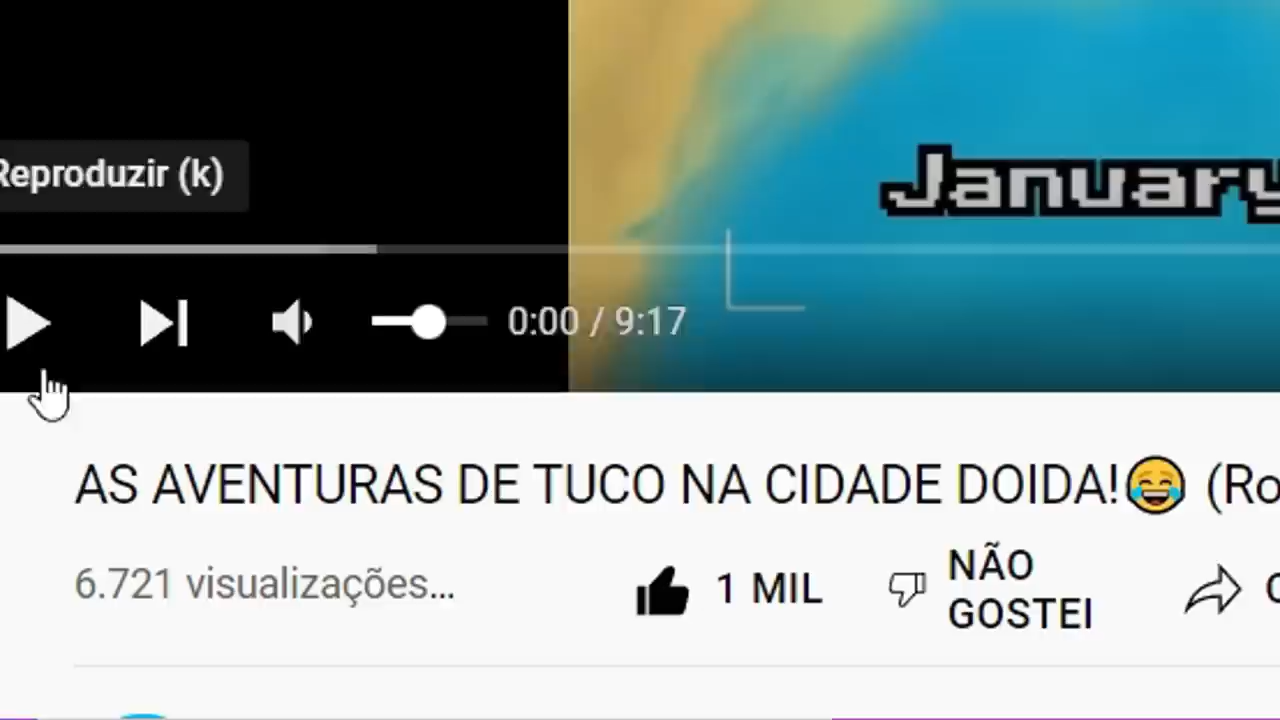 January
Reproduzir (k)
0:00 / 9:17
AS AVENTURAS DE TUCO NA CIDADE DOIDA!😂 (Ro
6.721 visualizações...
1 MIL
NÃO
GOSTEI